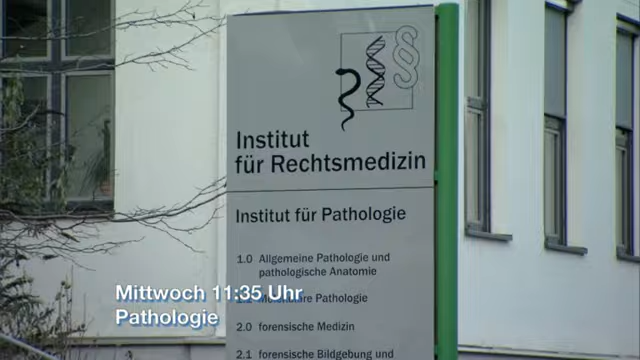 Institut
für Rechtsmedizin
Institut für Pathologie
1.0 Allgemeine Pathologie und
pathologische Anatomie
Pathologie
2.0 forensische Medizin
2.1 forensische Bildgebung und
Mittwoch 11:35 Uhr
Pathologie